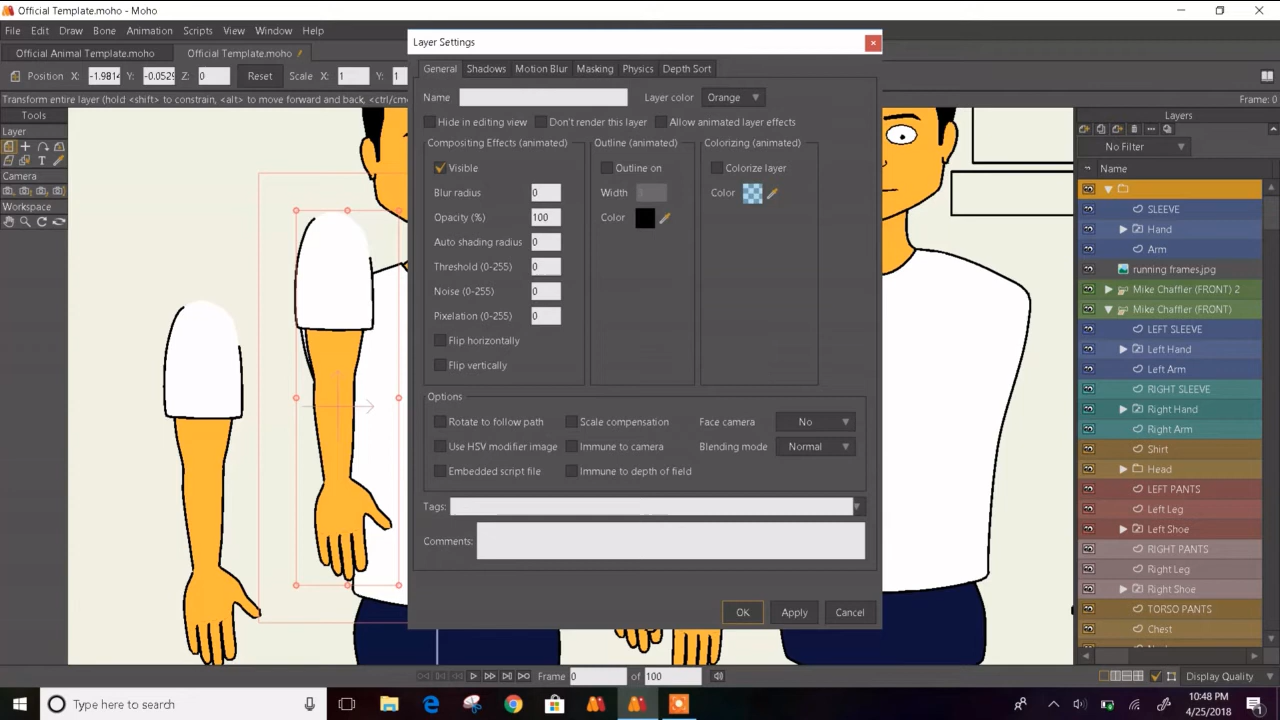 Official Template.moho
File Edit Draw Bone Animation Scripts View Window Help
Official Animal Template.moho Official Template.moho
Position X: -1.9814 Y: -0.0529 Z: 0 Reset Scale X: 1 Y: 1
Transform entire layer (hold <shift> to constrain, <alt> to move forward and back, <ctrl/cmd
Frame: 0
Tools
Layer
Camera
Workspace
Layer Settings
General Shadows Motion Blur Masking Physics Depth Sort
Name Layer color Orange
Hide in editing view Don't render this layer Allow animated layer effects
Compositing Effects (animated) Outline (animated) Colorizing (animated)
Visible Outline on Colorize layer
Blur radius 0 Width Color
Opacity (%) 100 Color
Auto shading radius 0
Threshold (0-255) 0
Noise (0-255) 0
Pixelation (0-255) 0
Flip horizontally
Flip vertically
Options
Rotate to follow path Scale compensation Face camera No
Use HSV modifier image Immune to camera Blending mode Normal
Embedded script file Immune to depth of field
Tags:
Comments:
OK Apply Cancel
Layers
No Filter
Name
SLEEVE
Hand
Arm
running frames.jpg
Mike Chaffler (FRONT) 2
Mike Chaffler (FRONT)
LEFT SLEEVE
Left Hand
Left Arm
RIGHT SLEEVE
Right Hand
Right Arm
Shirt
Head
LEFT PANTS
Left Leg
Left Shoe
RIGHT PANTS
Right Leg
Right Shoe
TORSO PANTS
Chest
Frame 0 of 100 Display Quality
Type here to search
10:48 PM
4/25/2018